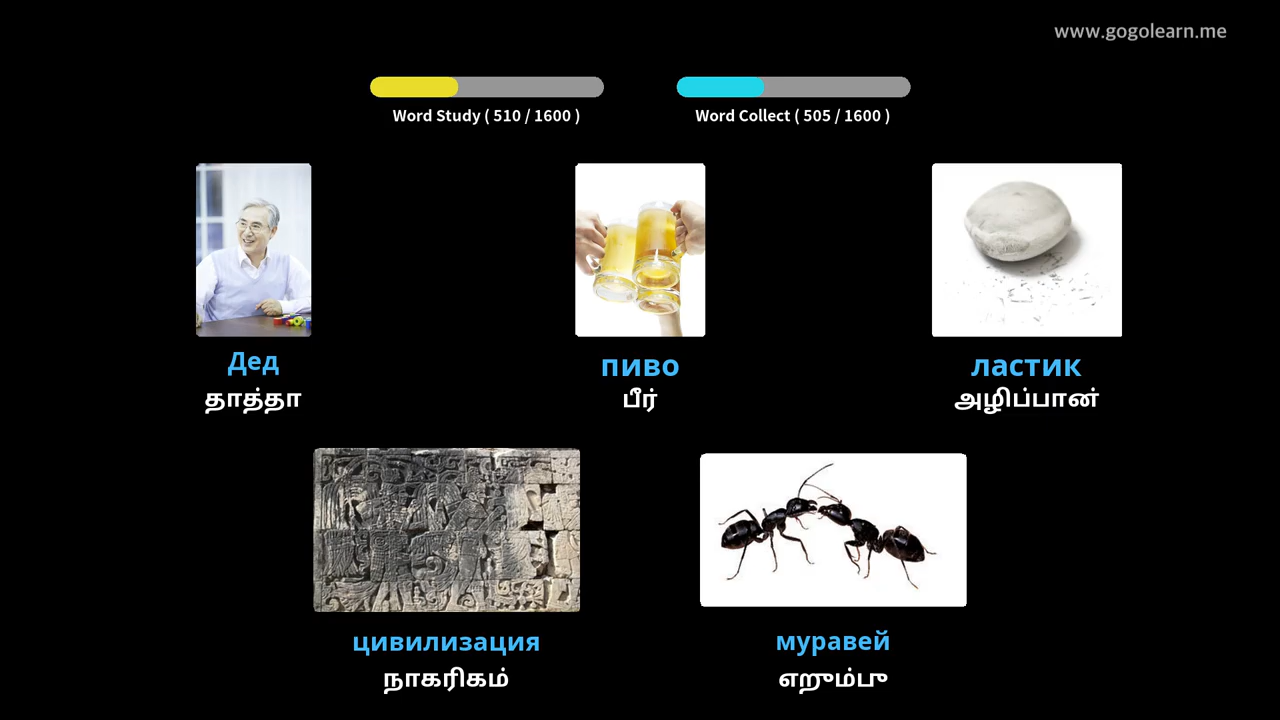 www.gogolearn.me
Word Study ( 510 / 1600 )
Word Collect ( 505 / 1600 )
Дед
தாத்தா
пиво
பீர்
ластик
அழிப்பான்
цивилизация
நாகரிகம்
муравей
எறும்பு